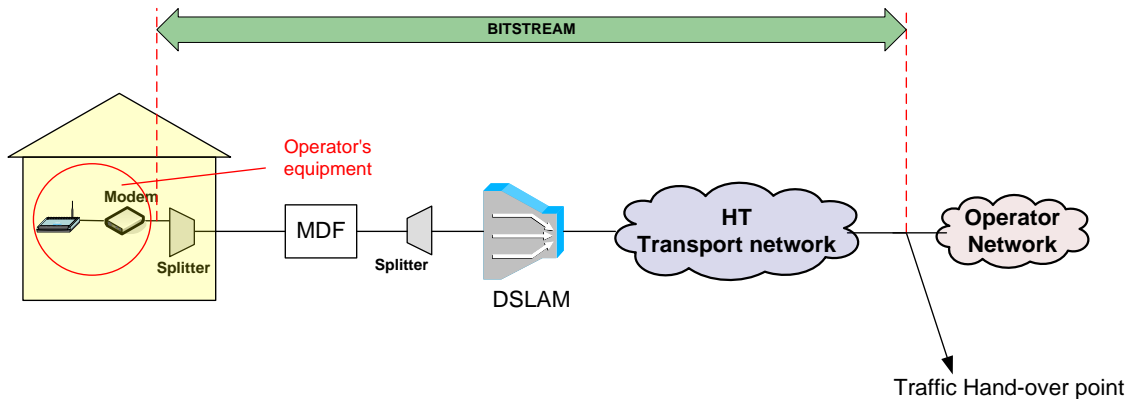 BITSTREAM
Operator's
equipment
Modem
Splitter
MDF
Splitter
DSLAM
HT
Transport network
Operator
Network
Traffic Hand-over point